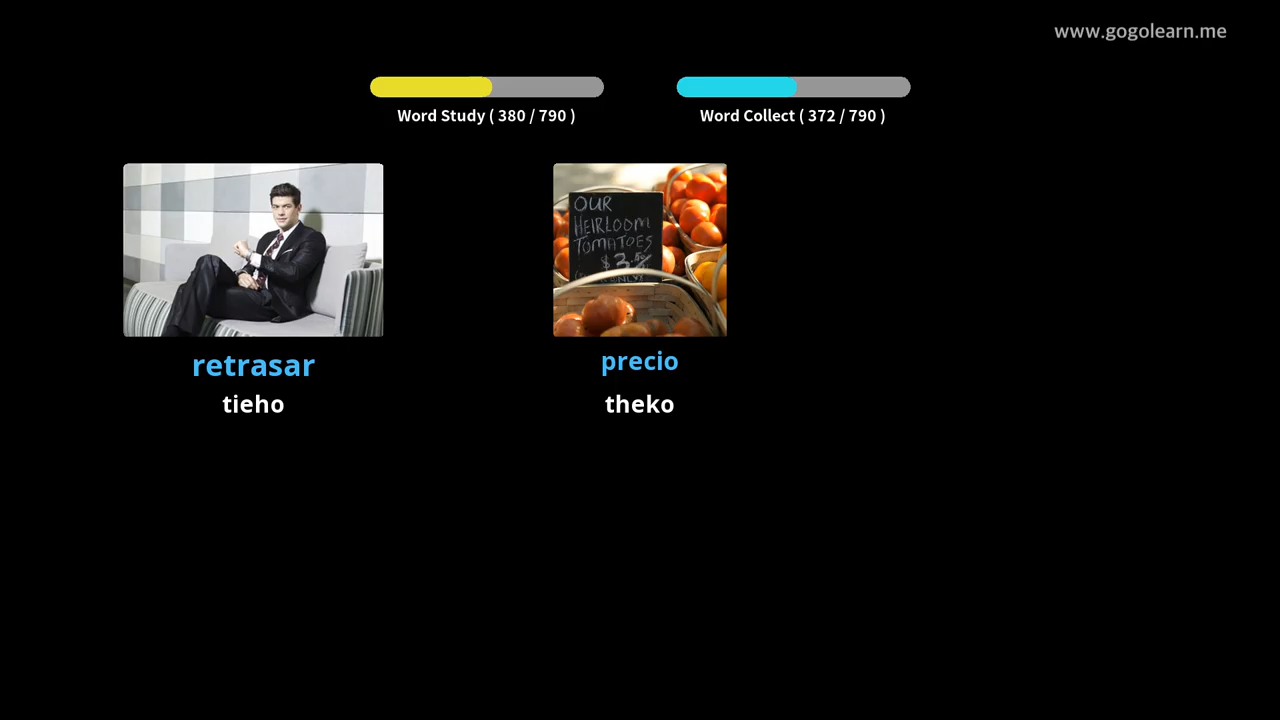 www.gogolearn.me
Word Study ( 380 / 790 )
Word Collect ( 372 / 790 )
OUR
HEIRLOOM
TOMATOES
retrasar
tieho
precio
theko